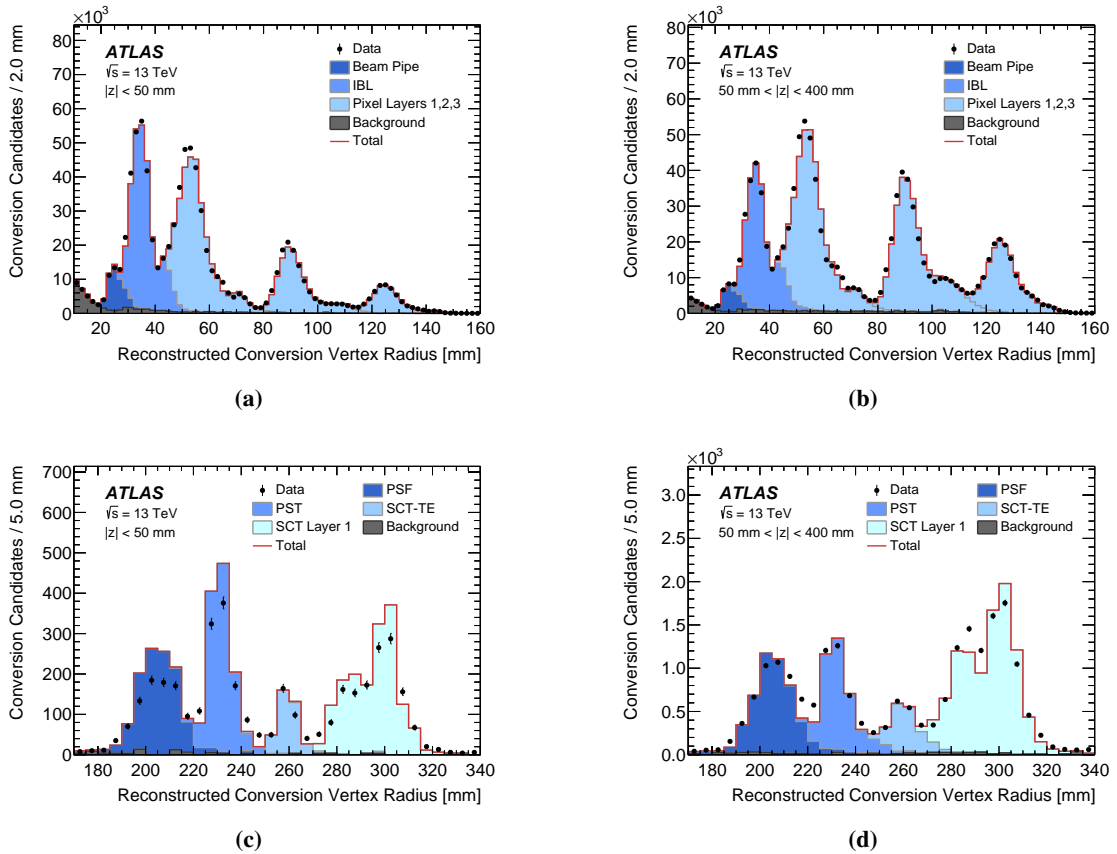 ×10³
Conversion Candidates / 2.0 mm
80
70
60
50
40
30
20
10
0
ATLAS
√s = 13 TeV
|z| < 50 mm
Data
Beam Pipe
IBL
Pixel Layers 1,2,3
Background
Total
20 40 60 80 100 120 140 160
Reconstructed Conversion Vertex Radius [mm]
(a)
×10³
Conversion Candidates / 2.0 mm
80
70
60
50
40
30
20
10
0
ATLAS
√s = 13 TeV
50 mm < |z| < 400 mm
Data
Beam Pipe
IBL
Pixel Layers 1,2,3
Background
Total
20 40 60 80 100 120 140 160
Reconstructed Conversion Vertex Radius [mm]
(b)
Conversion Candidates / 5.0 mm
700
600
500
400
300
200
100
0
ATLAS
√s = 13 TeV
|z| < 50 mm
Data PSF
PST SCT-TE
SCT Layer 1 Background
Total
180 200 220 240 260 280 300 320 340
Reconstructed Conversion Vertex Radius [mm]
(c)
×10³
Conversion Candidates / 5.0 mm
3.0
2.5
2.0
1.5
1.0
0.5
0.0
ATLAS
√s = 13 TeV
50 mm < |z| < 400 mm
Data PSF
PST SCT-TE
SCT Layer 1 Background
Total
180 200 220 240 260 280 300 320 340
Reconstructed Conversion Vertex Radius [mm]
(d)